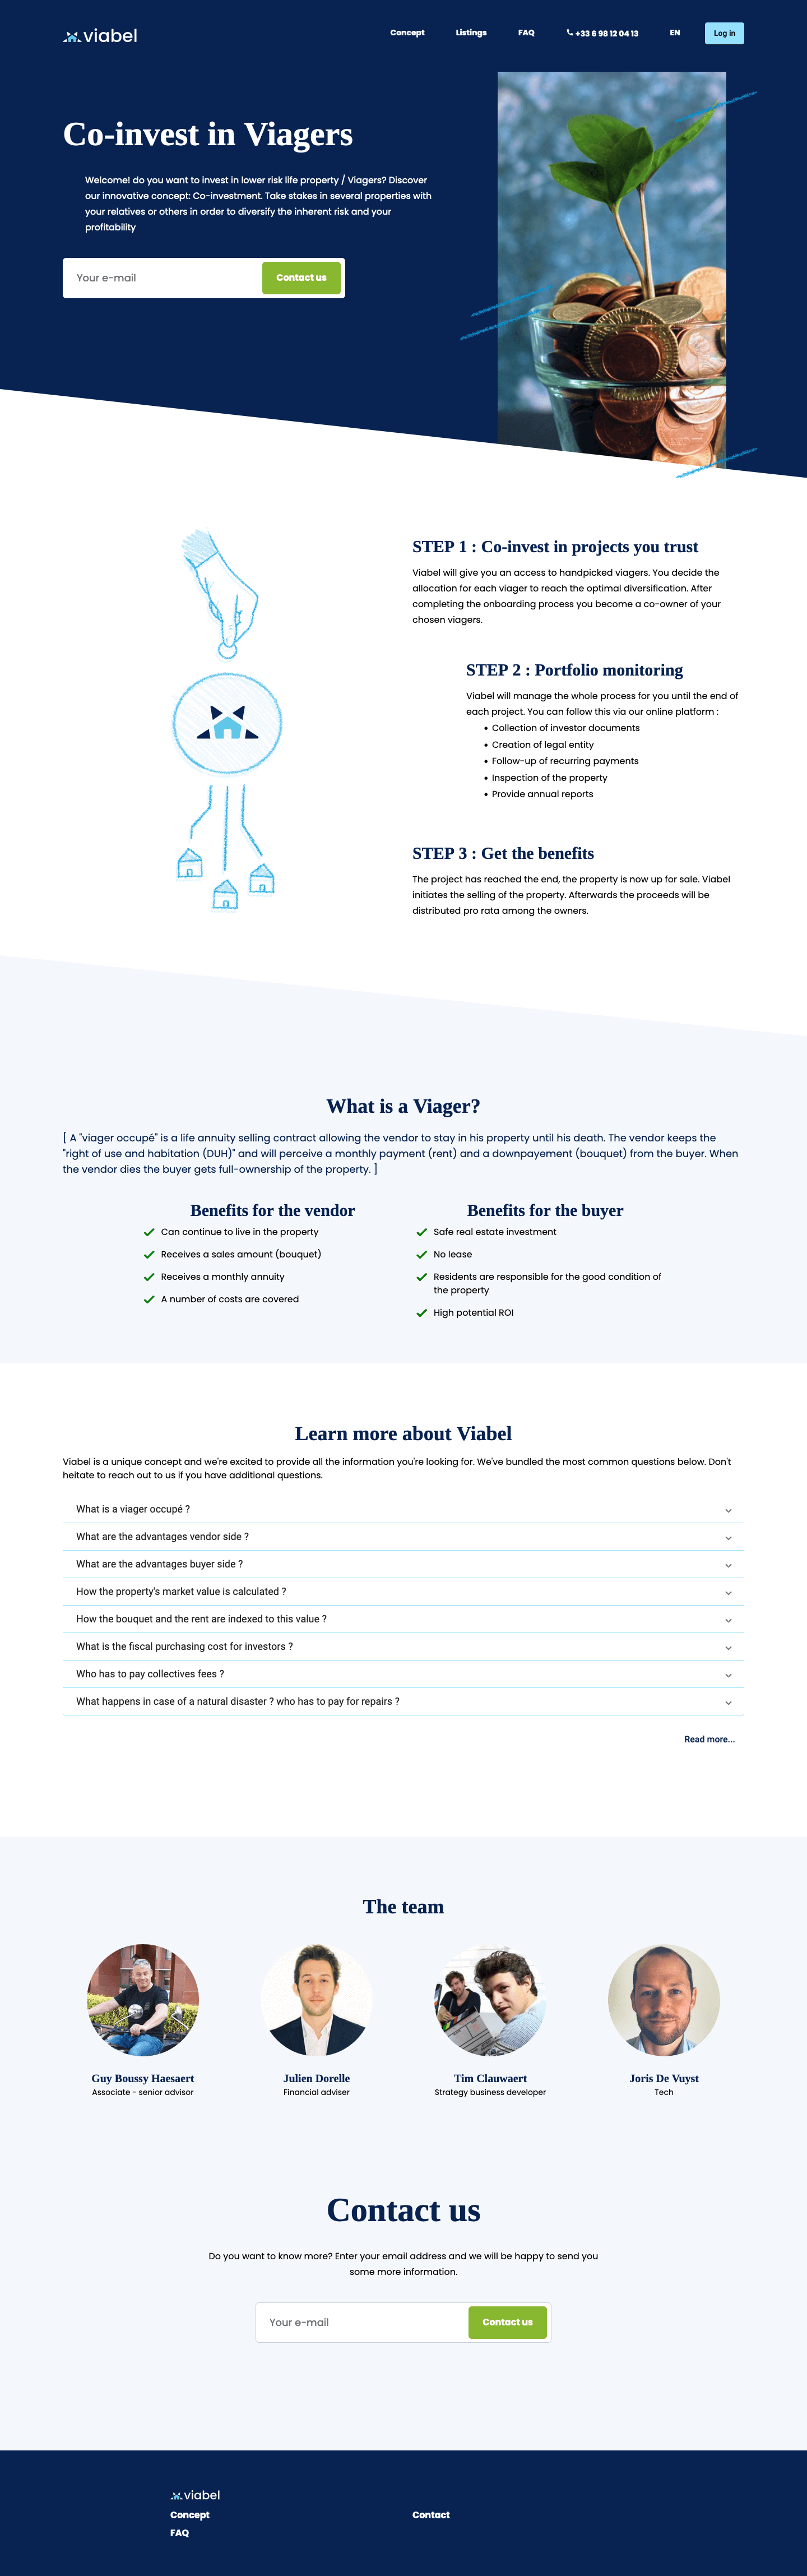 viabel
Concept
Listings
FAQ
+33 6 98 12 04 13
EN
Log in
Co-invest in Viagers
Welcome! do you want to invest in lower risk life property / Viagers? Discover
our innovative concept: Co-investment. Take stakes in several properties with
your relatives or others in order to diversify the inherent risk and your
profitability
Your e-mail
Contact us
STEP 1 : Co-invest in projects you trust
Viabel will give you an access to handpicked viagers. You decide the
allocation for each viager to reach the optimal diversification. After
completing the onboarding process you become a co-owner of your
chosen viagers.
STEP 2 : Portfolio monitoring
Viabel will manage the whole process for you until the end of
each project. You can follow this via our online platform :
• Collection of investor documents
• Creation of legal entity
• Follow-up of recurring payments
• Inspection of the property
• Provide annual reports
STEP 3 : Get the benefits
The project has reached the end, the property is now up for sale. Viabel
initiates the selling of the property. Afterwards the proceeds will be
distributed pro rata among the owners.
What is a Viager?
[ A "viager occupé" is a life annuity selling contract allowing the vendor to stay in his property until his death. The vendor keeps the
"right of use and habitation (DUH)" and will perceive a monthly payment (rent) and a downpayement (bouquet) from the buyer. When
the vendor dies the buyer gets full-ownership of the property. ]
Benefits for the vendor
Can continue to live in the property
Receives a sales amount (bouquet)
Receives a monthly annuity
A number of costs are covered
Benefits for the buyer
Safe real estate investment
No lease
Residents are responsible for the good condition of
the property
High potential ROI
Learn more about Viabel
Viabel is a unique concept and we're excited to provide all the information you're looking for. We've bundled the most common questions below. Don't
heitate to reach out to us if you have additional questions.
What is a viager occupé ?
What are the advantages vendor side ?
What are the advantages buyer side ?
How the property's market value is calculated ?
How the bouquet and the rent are indexed to this value ?
What is the fiscal purchasing cost for investors ?
Who has to pay collectives fees ?
What happens in case of a natural disaster ? who has to pay for repairs ?
Read more...
The team
Guy Boussy Haesaert
Associate - senior advisor
Julien Dorelle
Financial adviser
Tim Clauwaert
Strategy business developer
Joris De Vuyst
Tech
Contact us
Do you want to know more? Enter your email address and we will be happy to send you
some more information.
Your e-mail
Contact us
viabel
Concept
FAQ
Contact